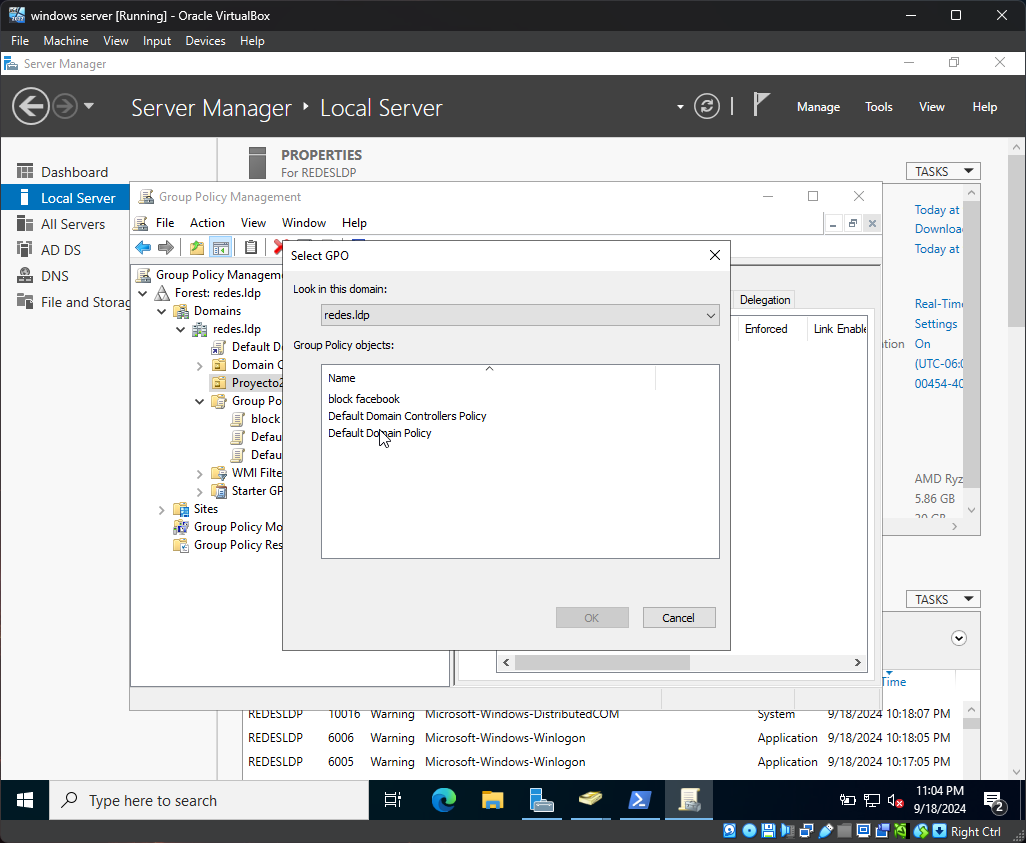 windows server [Running] - Oracle VirtualBox
File Machine View Input Devices Help
Server Manager
Server Manager Local Server
Manage Tools View Help
PROPERTIES
For REDESLDP
TASKS
Dashboard
Local Server
All Servers
AD DS
DNS
File and Storag
Group Policy Management
File Action View Window Help
Group Policy Managem
Forest: redes.ldp
Domains
redes.ldp
Default D
Domain C
Proyecto2
Group Po
block
Defau
Defau
WMI Filte
Starter GP
Sites
Group Policy Mo
Group Policy Res
Select GPO
Look in this domain:
redes.ldp
Group Policy objects:
Name
block facebook
Default Domain Controllers Policy
Default Domain Policy
OK Cancel
Delegation
Enforced Link Enable
Today at
Downloa
Today at
Real-Time
Settings
ation On
(UTC-06:0
00454-40
AMD Ryz
5.86 GB
20 GB
TASKS
Time
REDESLDP 10016 Warning Microsoft-Windows-DistributedCOM System 9/18/2024 10:18:07 PM
REDESLDP 6006 Warning Microsoft-Windows-Winlogon Application 9/18/2024 10:18:05 PM
REDESLDP 6005 Warning Microsoft-Windows-Winlogon Application 9/18/2024 10:17:05 PM
Type here to search
11:04 PM
9/18/2024
2
Right Ctrl